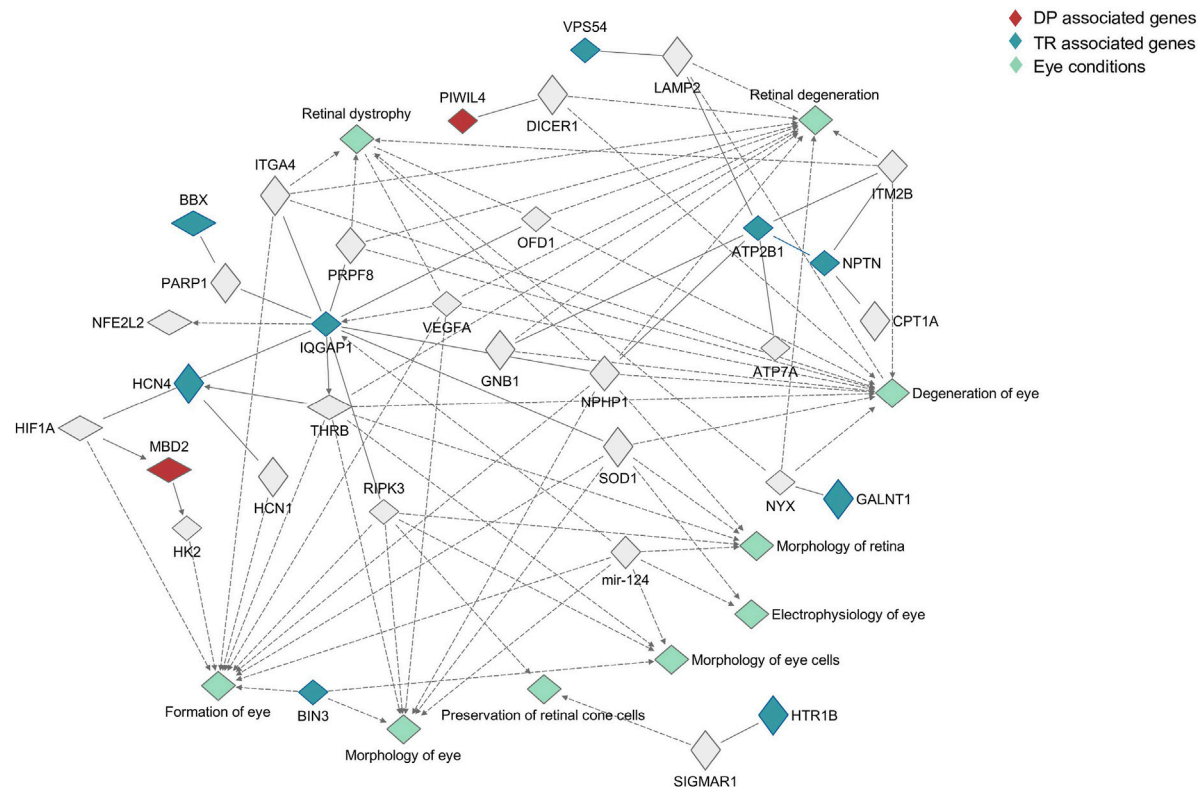 DP associated genes
TR associated genes
Eye conditions
VPS54
LAMP2
PIWIL4
DICER1
Retinal degeneration
Retinal dystrophy
ITGA4
ITM2B
BBX
OFD1
ATP2B1
NPTN
PRPF8
PARP1
NFE2L2
VEGFA
CPT1A
IQGAP1
GNB1
ATP7A
HCN4
NPHP1
Degeneration of eye
HIF1A
THRB
MBD2
SOD1
RIPK3
NYX
GALNT1
HCN1
HK2
Morphology of retina
mir-124
Electrophysiology of eye
Morphology of eye cells
Formation of eye
BIN3
Preservation of retinal cone cells
HTR1B
Morphology of eye
SIGMAR1